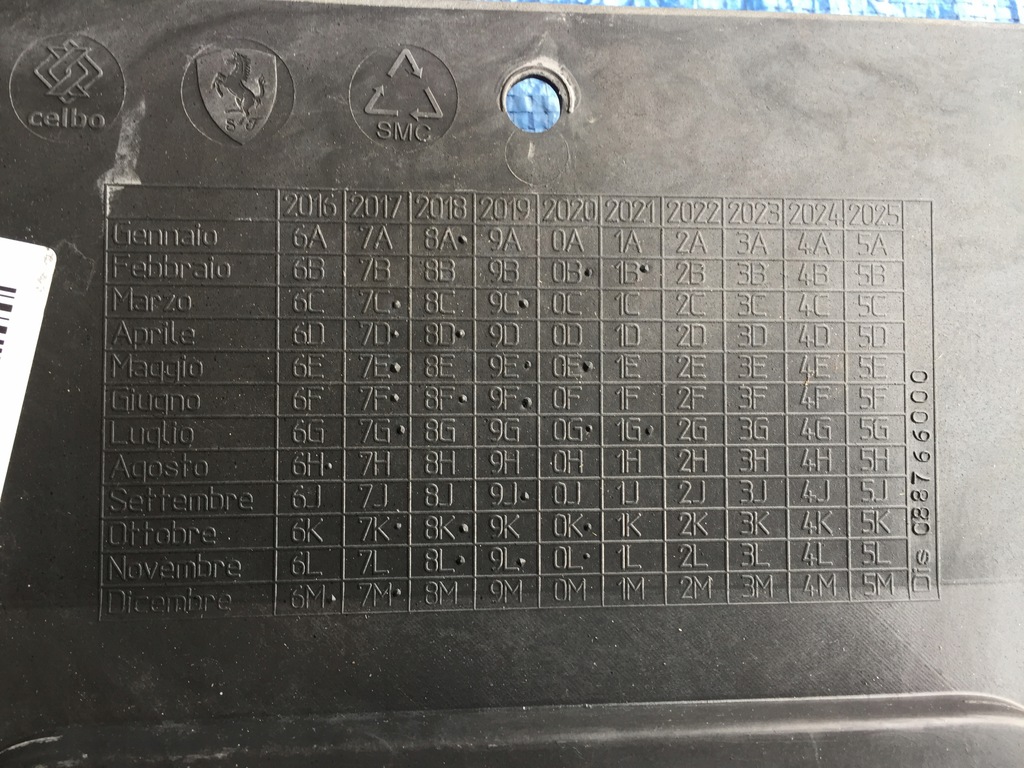 celbo
S F
SMC
2016 2017 2018 2019 2020 2021 2022 2023 2024 2025
Gennaio 6A 7A 8A 9A 0A 1A 2A 3A 4A 5A
Febbraio 6B 7B 8B 9B 0B 1B 2B 3B 4B 5B
Marzo 6C 7C 8C 9C 0C 1C 2C 3C 4C 5C
Aprile 6D 7D 8D 9D 0D 1D 2D 3D 4D 5D
Maggio 6E 7E 8E 9E 0E 1E 2E 3E 4E 5E
Giugno 6F 7F 8F 9F 0F 1F 2F 3F 4F 5F
Luglio 6G 7G 8G 9G 0G 1G 2G 3G 4G 5G
Agosto 6H 7H 8H 9H 0H 1H 2H 3H 4H 5H
Settembre 6J 7J 8J 9J 0J 1J 2J 3J 4J 5J
Ottobre 6K 7K 8K 9K 0K 1K 2K 3K 4K 5K
Novembre 6L 7L 8L 9L 0L 1L 2L 3L 4L 5L
Dicembre 6M 7M 8M 9M 0M 1M 2M 3M 4M 5M
Dis 088766000